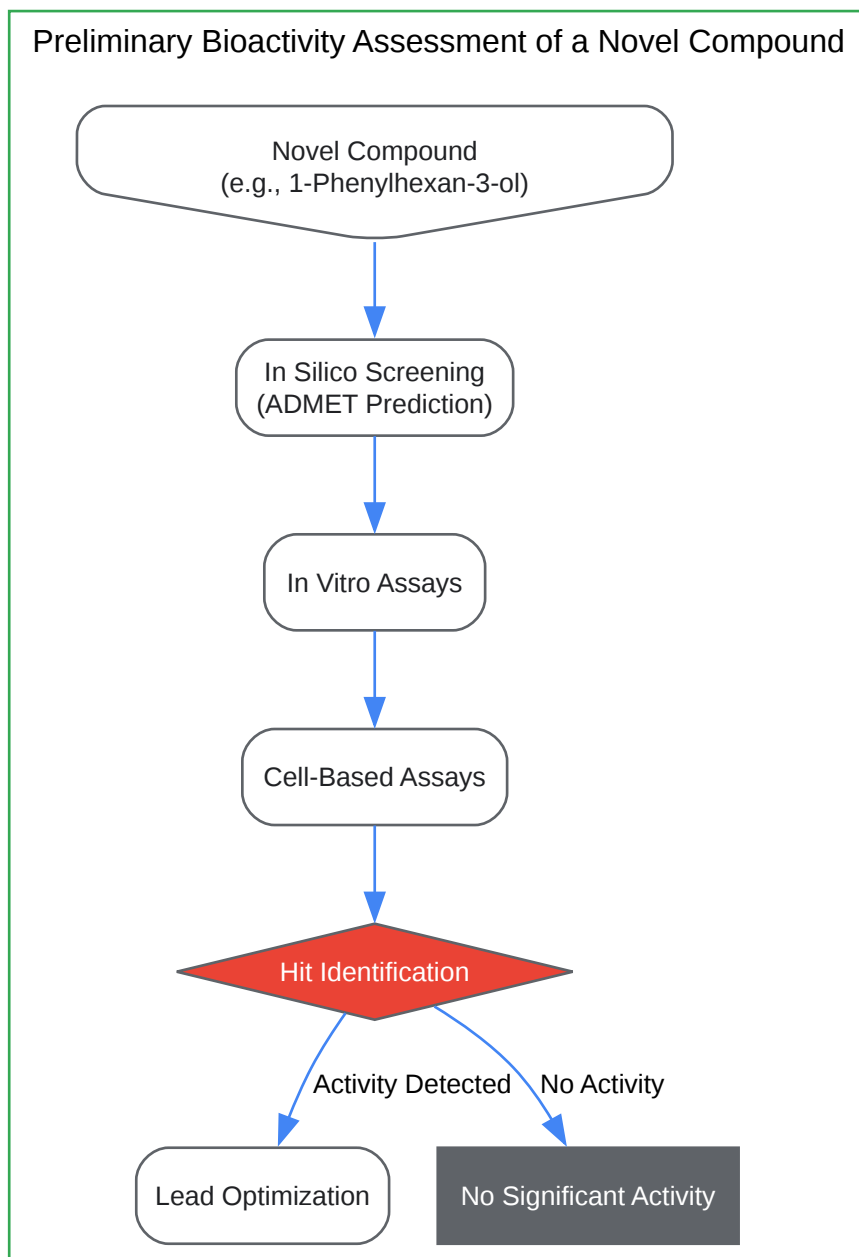 Preliminary Bioactivity Assessment of a Novel Compound
Novel Compound
(e.g., 1-Phenylhexan-3-ol)
In Silico Screening
(ADMET Prediction)
In Vitro Assays
Cell-Based Assays
Hit Identification
Activity Detected
No Activity
Lead Optimization
No Significant Activity